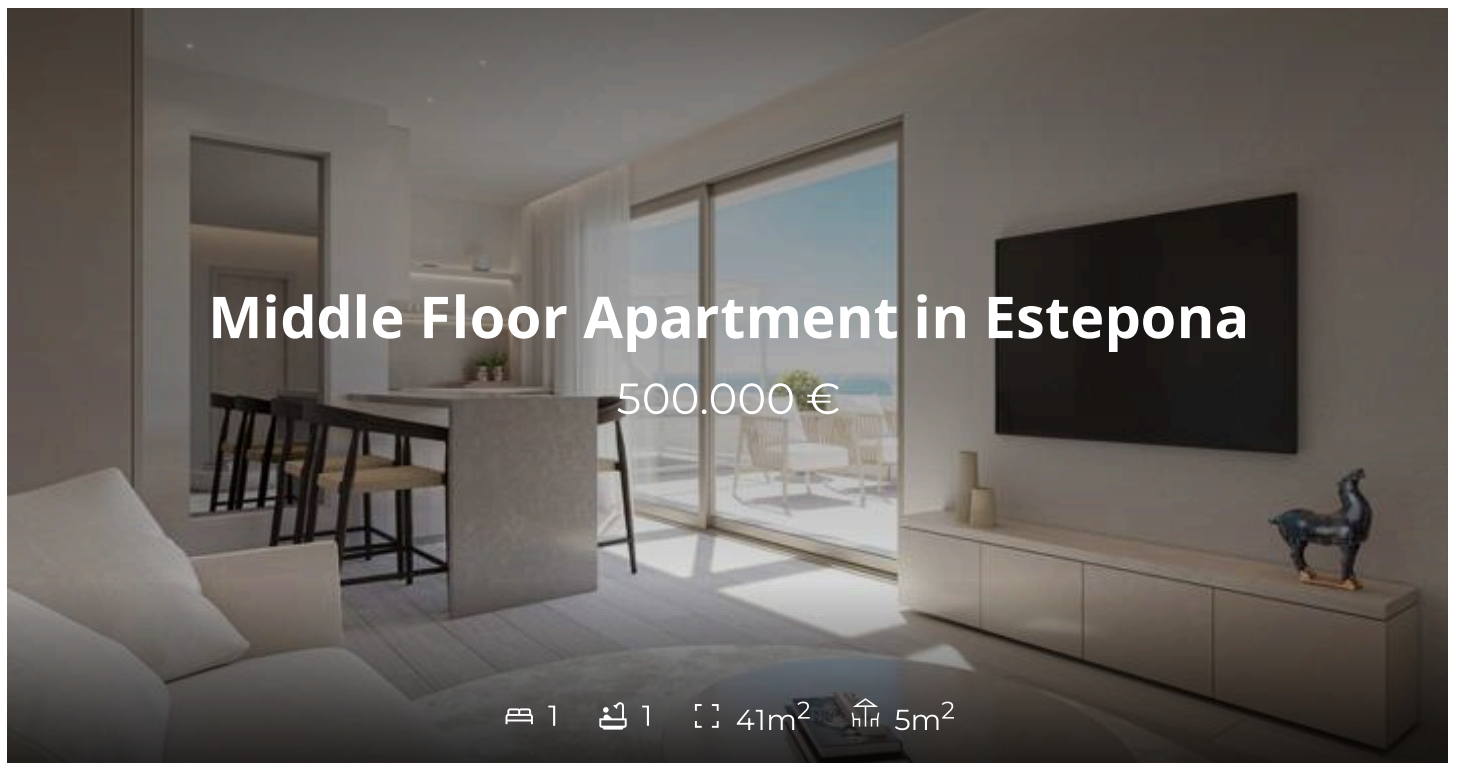 Middle Floor Apartment in Estepona
500.000 €
1 1 41m² 5m²